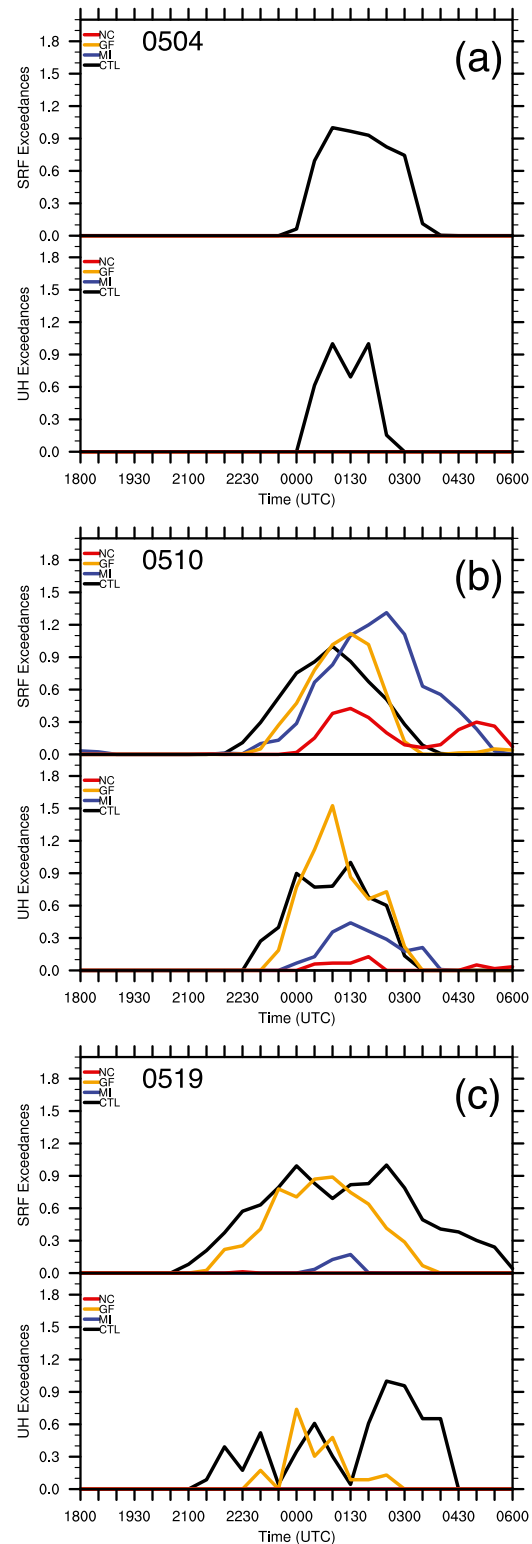 0504
(a)
NC
GF
MI
CTL
SRF Exceedances
1.8
1.5
1.2
0.9
0.6
0.3
0.0
NC
GF
MI
CTL
UH Exceedances
1.8
1.5
1.2
0.9
0.6
0.3
0.0
1800 1930 2100 2230 0000 0130 0300 0430 0600
Time (UTC)
0510
(b)
NC
GF
MI
CTL
SRF Exceedances
1.8
1.5
1.2
0.9
0.6
0.3
0.0
NC
GF
MI
CTL
UH Exceedances
1.8
1.5
1.2
0.9
0.6
0.3
0.0
1800 1930 2100 2230 0000 0130 0300 0430 0600
Time (UTC)
0519
(c)
NC
GF
MI
CTL
SRF Exceedances
1.8
1.5
1.2
0.9
0.6
0.3
0.0
NC
GF
MI
CTL
UH Exceedances
1.8
1.5
1.2
0.9
0.6
0.3
0.0
1800 1930 2100 2230 0000 0130 0300 0430 0600
Time (UTC)